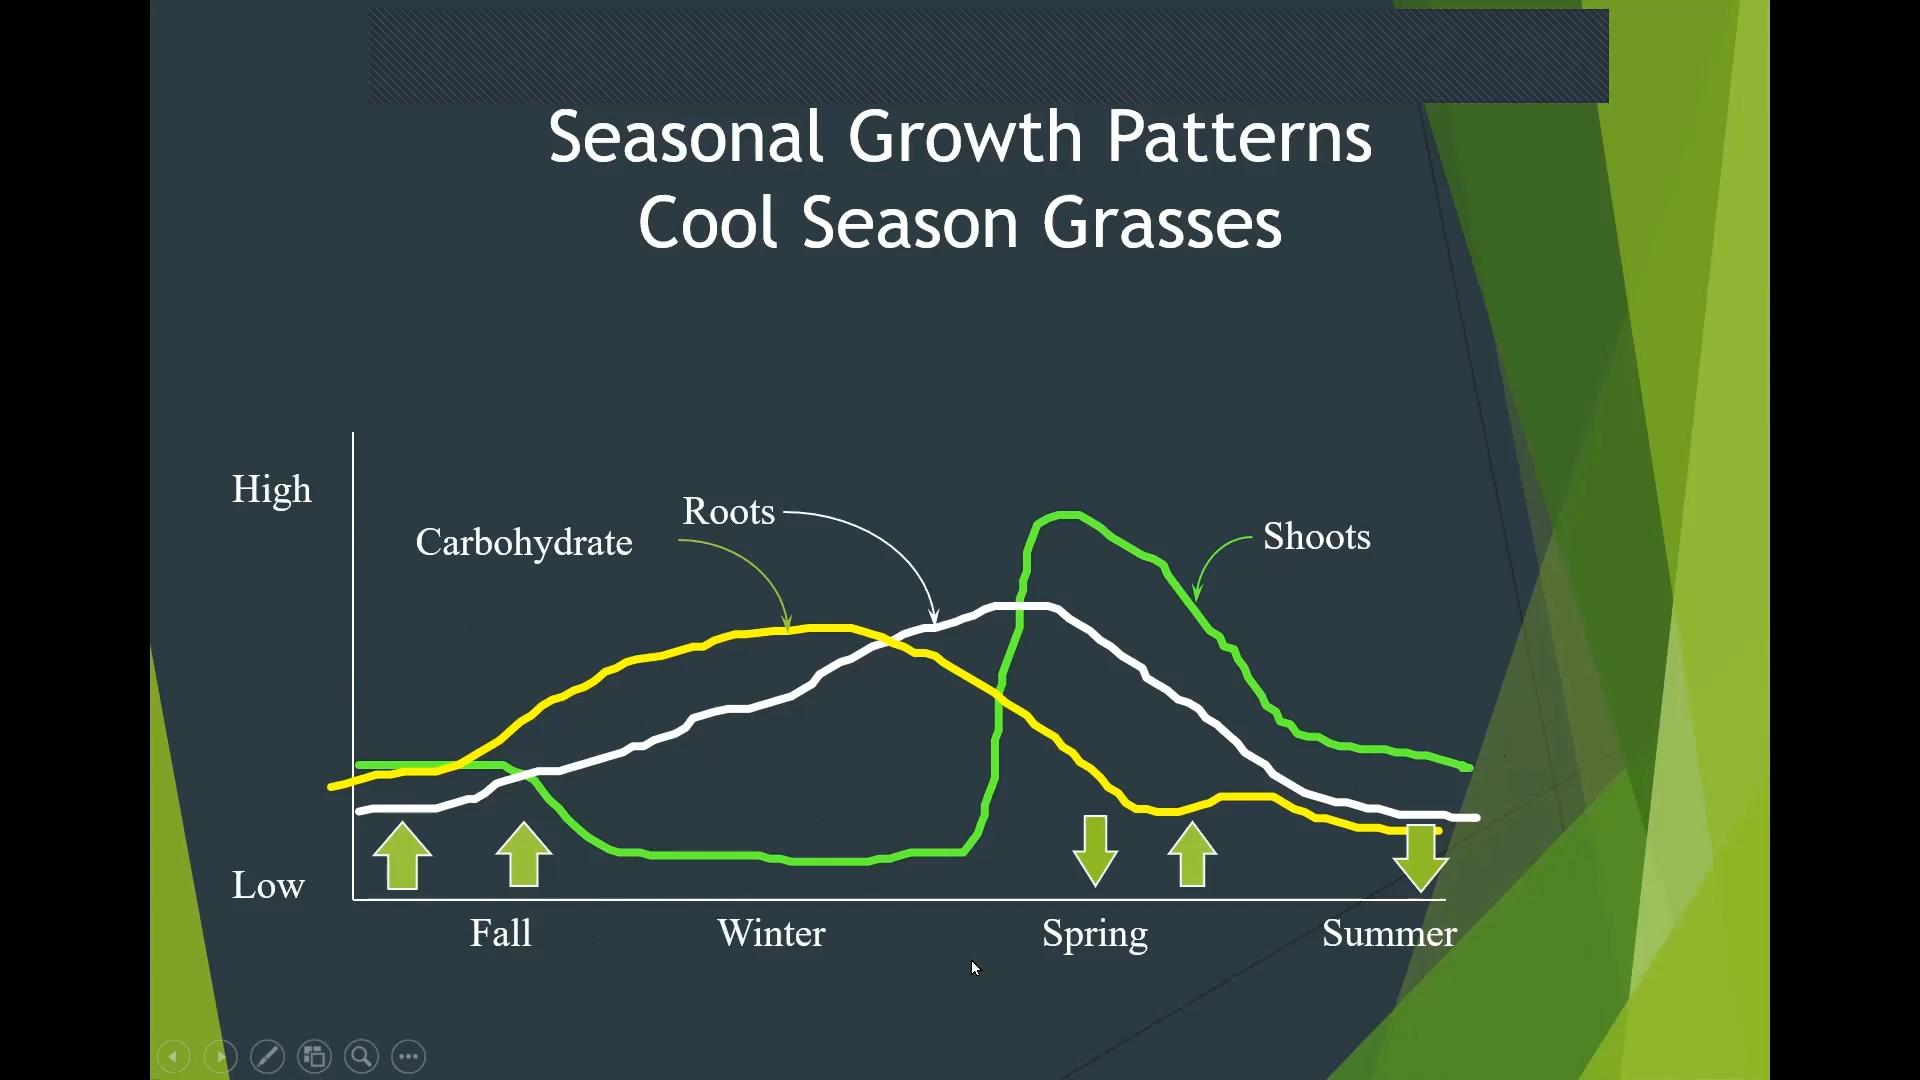 Seasonal Growth Patterns
Cool Season Grasses
High
Roots
Carbohydrate
Shoots
Low
Fall
Winter
Spring
Summer